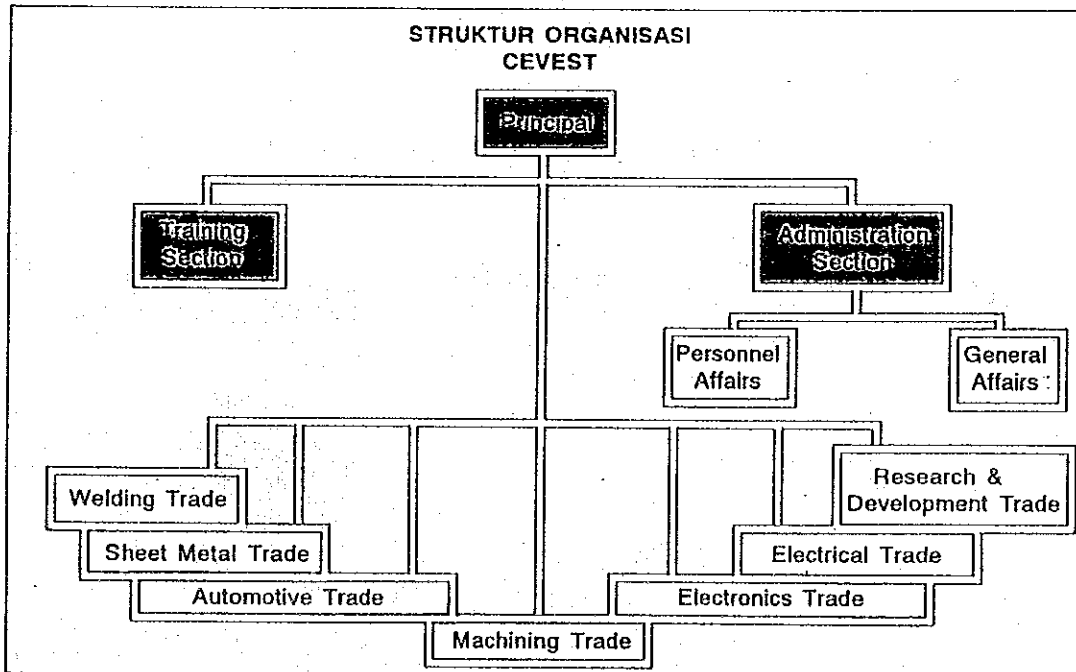 STRUKTUR ORGANISASI
CEVEST
Principal
Training
Section
Administration
Section
Personnel
Affairs
General
Affairs
Welding Trade
Research &
Development Trade
Sheet Metal Trade
Electrical Trade
Automotive Trade
Electronics Trade
Machining Trade